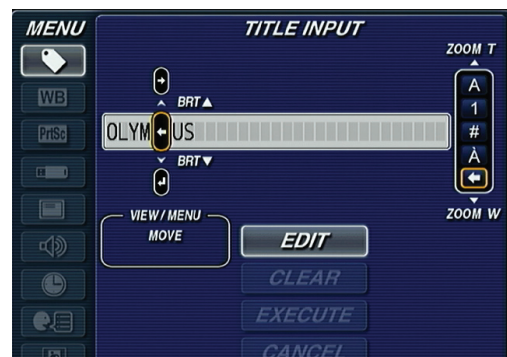 MENU
TITLE INPUT
ZOOM T
A
1
#
À
ZOOM W
WB
PrtSc
BRT▲
OLYM US
BRT▼
VIEW / MENU
MOVE
EDIT
CLEAR
EXECUTE
CANCEL